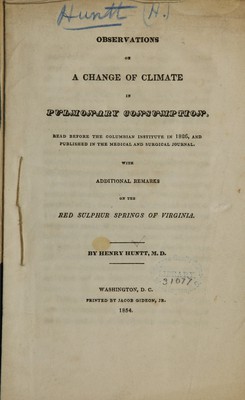 Huntt (H.)
OBSERVATIONS
ON
A CHANGE OF CLIMATE
IN
PULMONARY CONSUMPTION,
READ BEFORE THE COLUMBIAN INSTITUTE IN 1825, AND
PUBLISHED IN THE MEDICAL AND SURGICAL JOURNAL.
WITH
ADDITIONAL REMARKS
ON THE
RED SULPHUR SPRINGS OF VIRGINIA.
BY HENRY HUNTT, M. D.
LIBRARY
31077
WASHINGTON, D. C.
PRINTED BY JACOB GIDEON, JR.
1834.